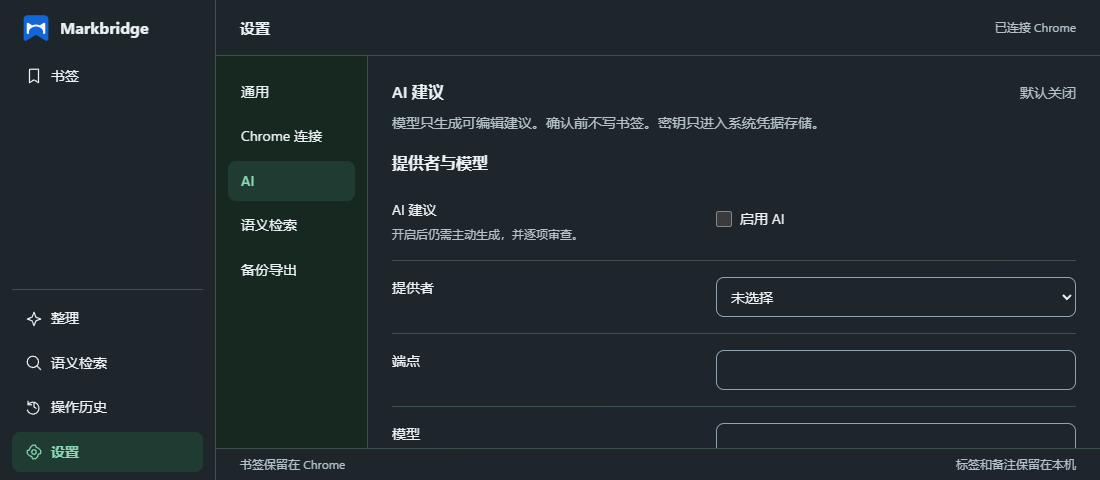 Markbridge
书签
整理
语义检索
操作历史
设置
设置
已连接 Chrome
通用
Chrome 连接
AI
语义检索
备份导出
AI 建议
默认关闭
模型只生成可编辑建议。确认前不写书签。密钥只进入系统凭据存储。
提供者与模型
AI 建议
开启后仍需主动生成，并逐项审查。
启用 AI
提供者
未选择
端点
模型
书签保留在 Chrome
标签和备注保留在本机